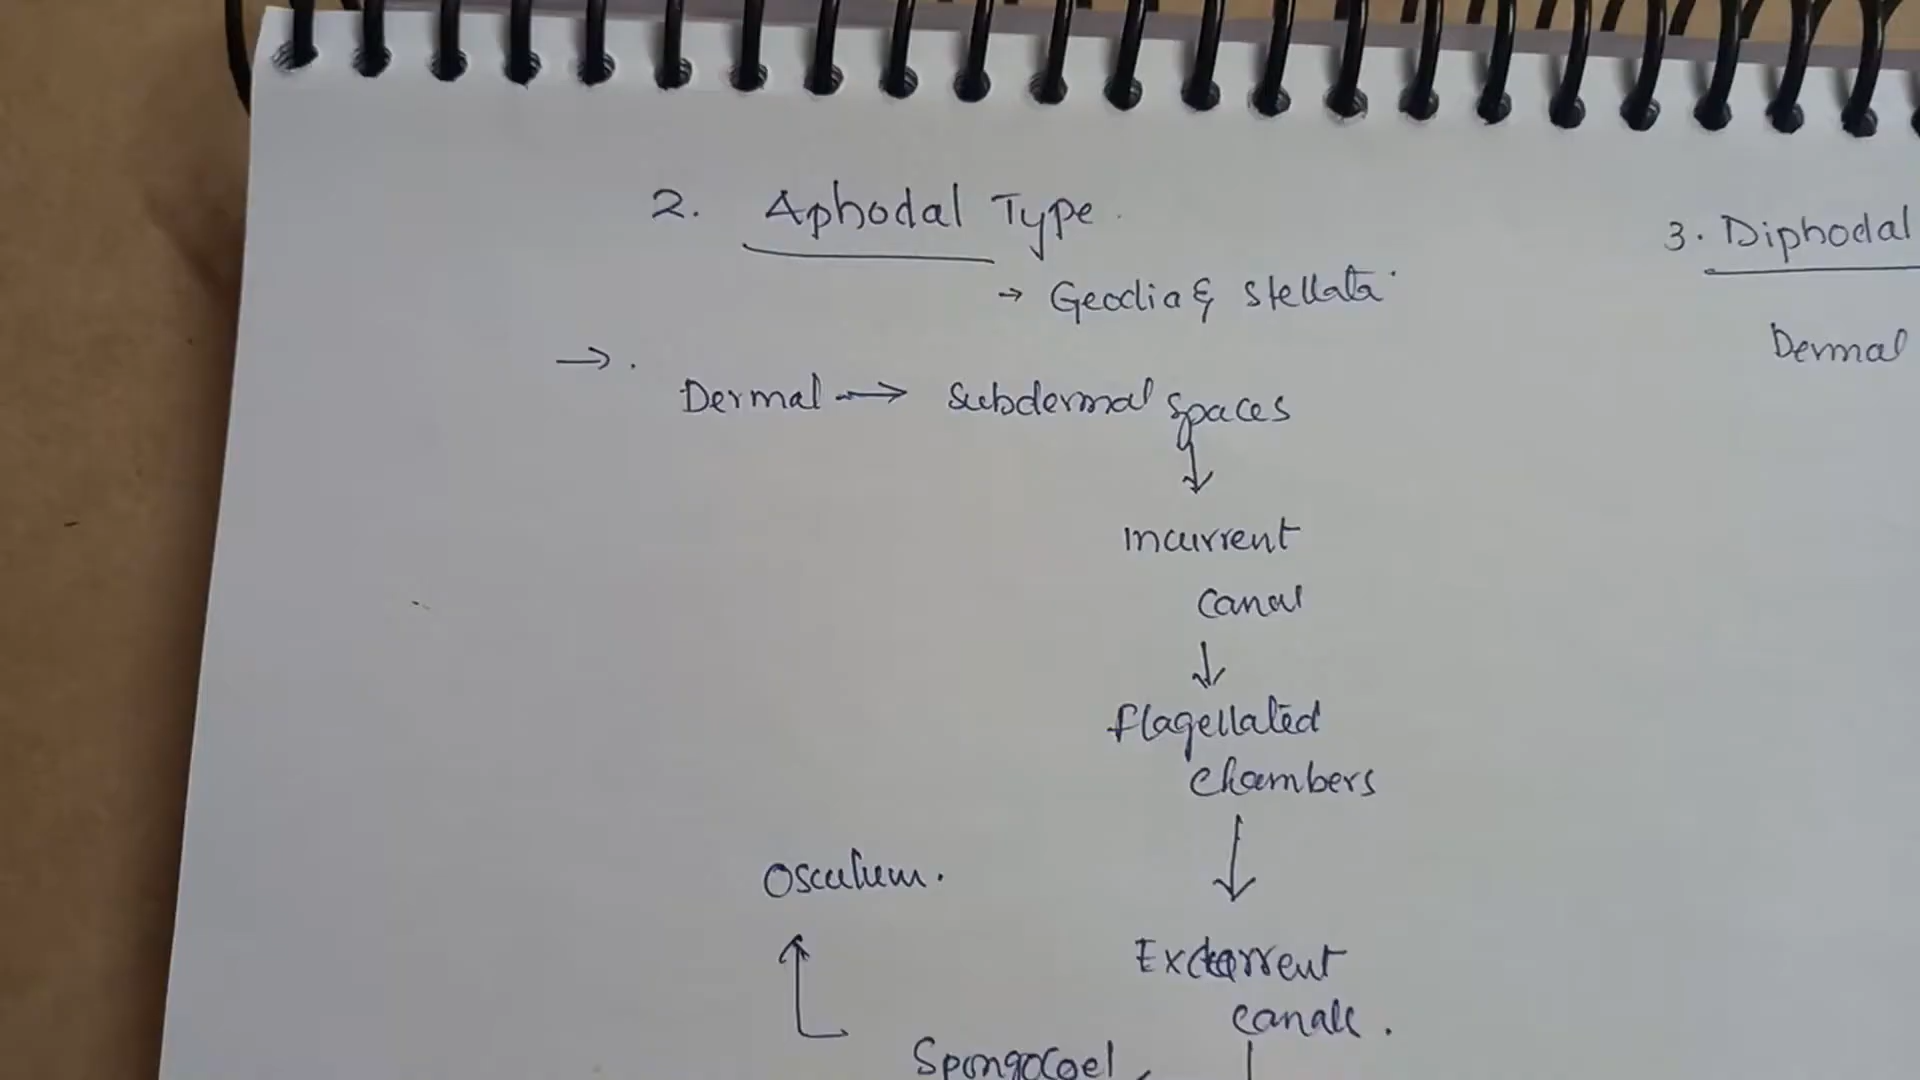 2. Aphodal Type
→ Geodia & Stellata
→ .
Dermal → Subdermal spaces
↓
incurrent
canal
↓
flagellated
chambers
↓
Excurrent
canals.
Spongocoel
Osculum.
3. Diphodal
Dermal